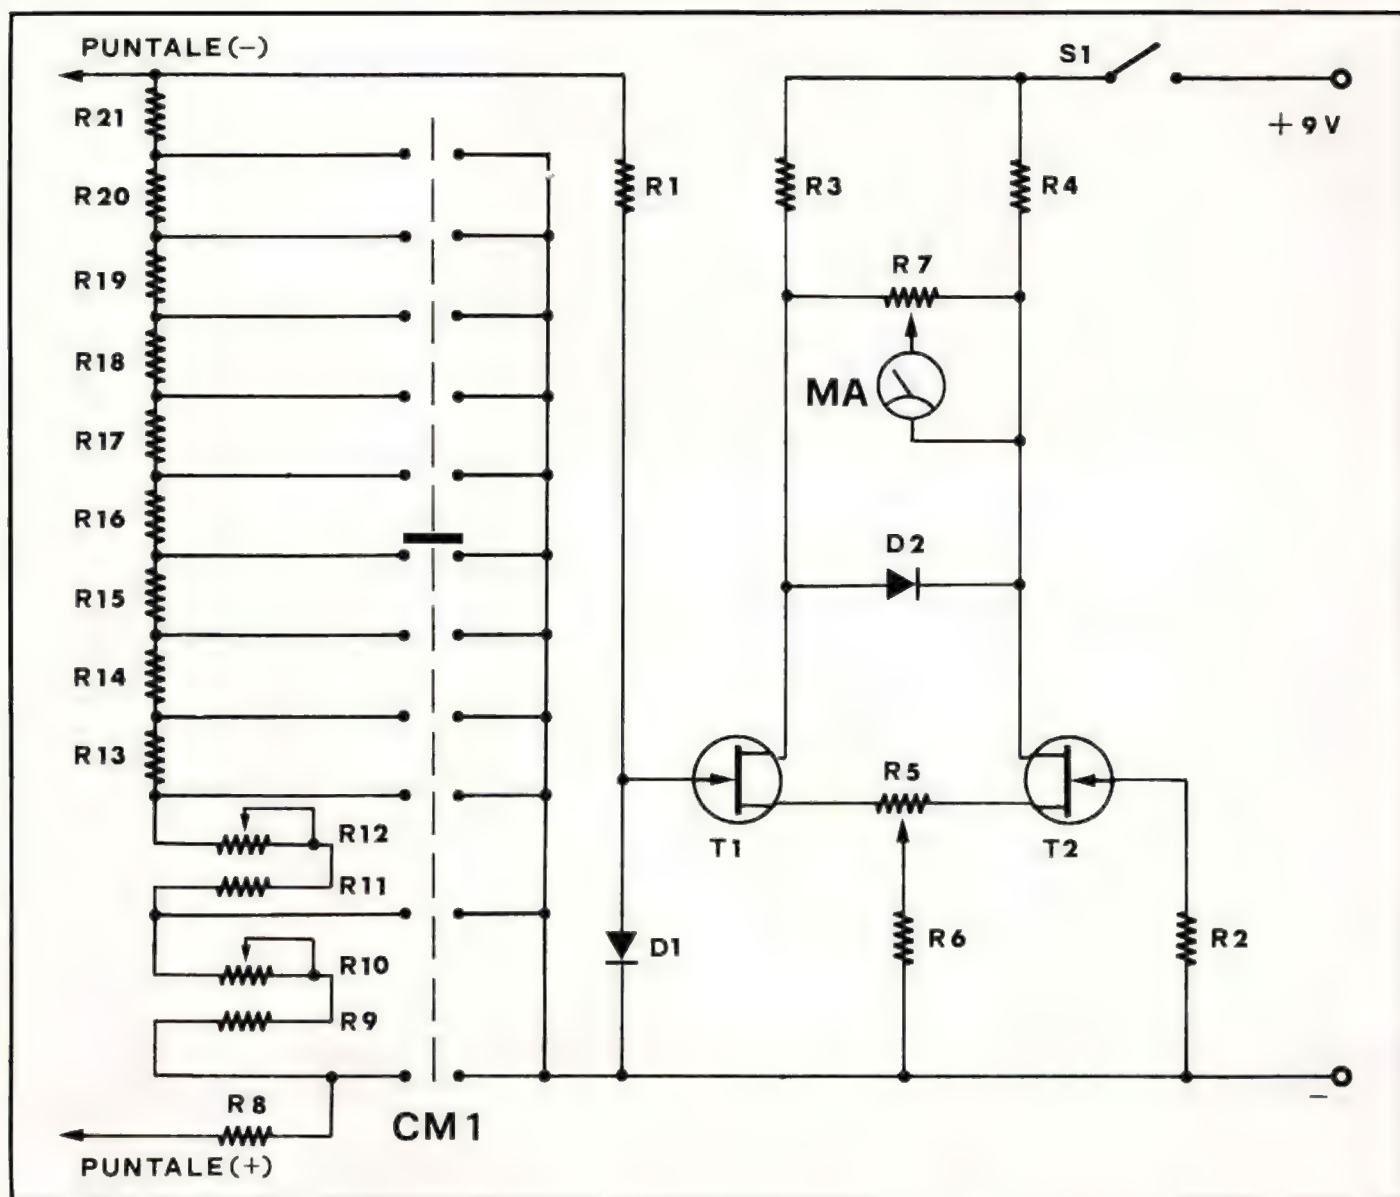 PUNTALE(−)
S1
+9V
R21
R20
R1
R3
R4
R19
R7
R18
MA
R17
R16
D2
R15
R14
R13
R5
R12
T1
T2
R11
R10
D1
R6
R2
R9
R8
CM1
−
PUNTALE(+)